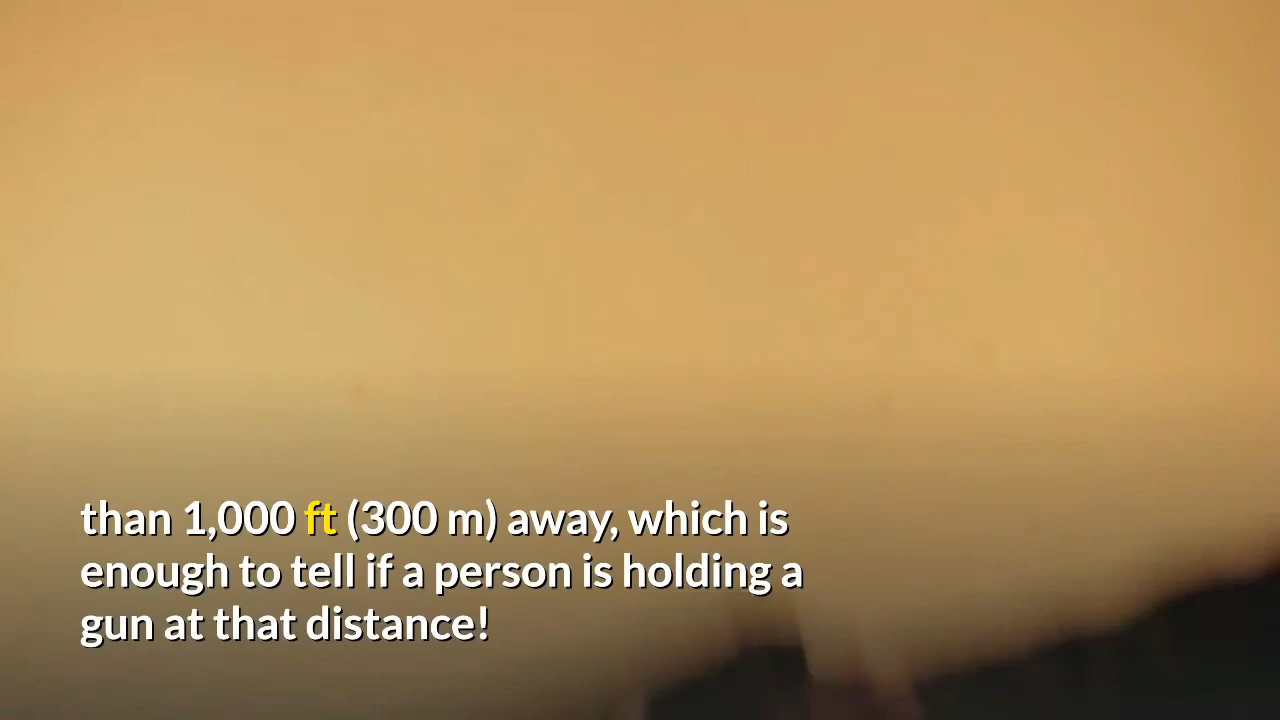 than 1,000 ft (300 m) away, which is
enough to tell if a person is holding a
gun at that distance!